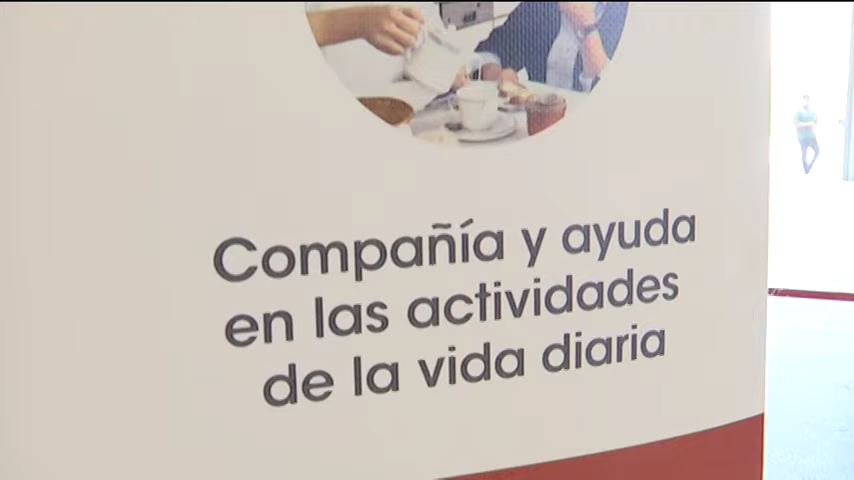 Compañía y ayuda
en las actividades
de la vida diaria